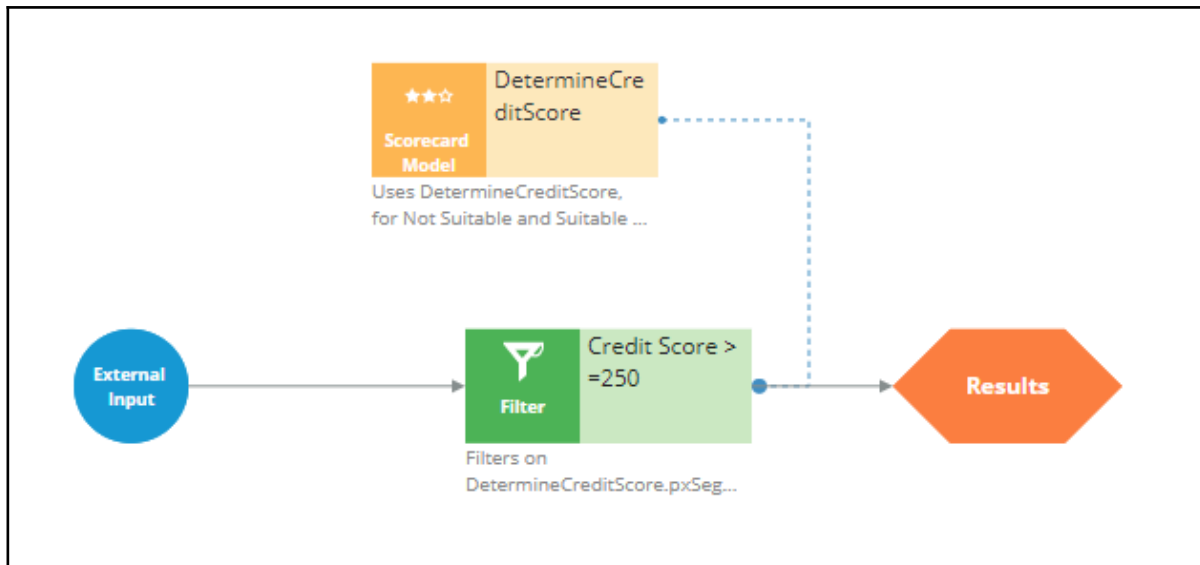 DetermineCre
ditScore
Scorecard
Model
Uses DetermineCreditScore,
for Not Suitable and Suitable ...
External
Input
Credit Score >
=250
Filter
Filters on
DetermineCreditScore.pxSeg...
Results